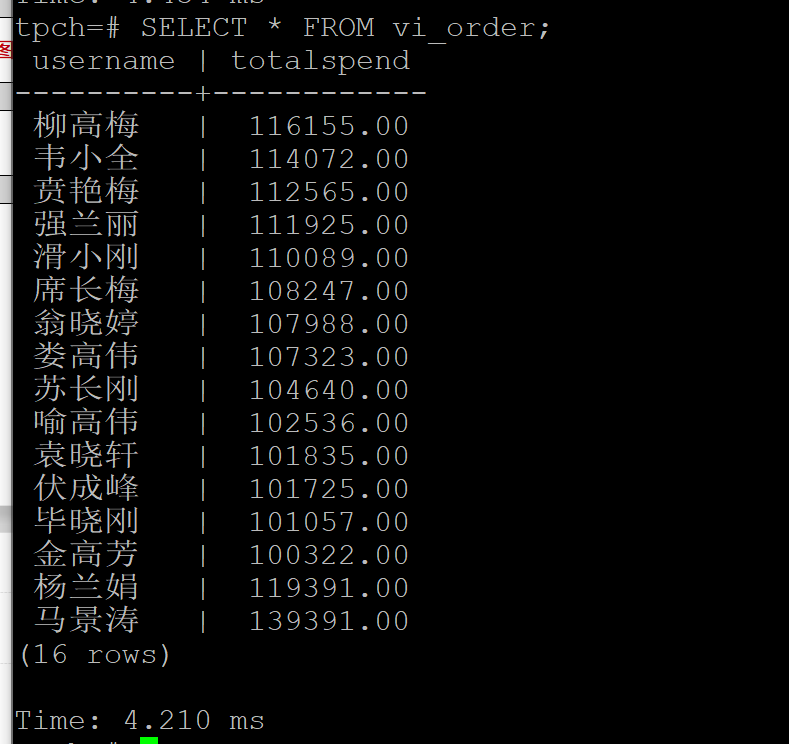 tpch=# SELECT * FROM vi_order;
username | totalspend
----------+------------
柳高梅 | 116155.00
韦小全 | 114072.00
贲艳梅 | 112565.00
强兰丽 | 111925.00
滑小刚 | 110089.00
席长梅 | 108247.00
翁晓婷 | 107988.00
娄高伟 | 107323.00
苏长刚 | 104640.00
喻高伟 | 102536.00
袁晓轩 | 101835.00
伏成峰 | 101725.00
毕晓刚 | 101057.00
金高芳 | 100322.00
杨兰娟 | 119391.00
马景涛 | 139391.00
(16 rows)
Time: 4.210 ms